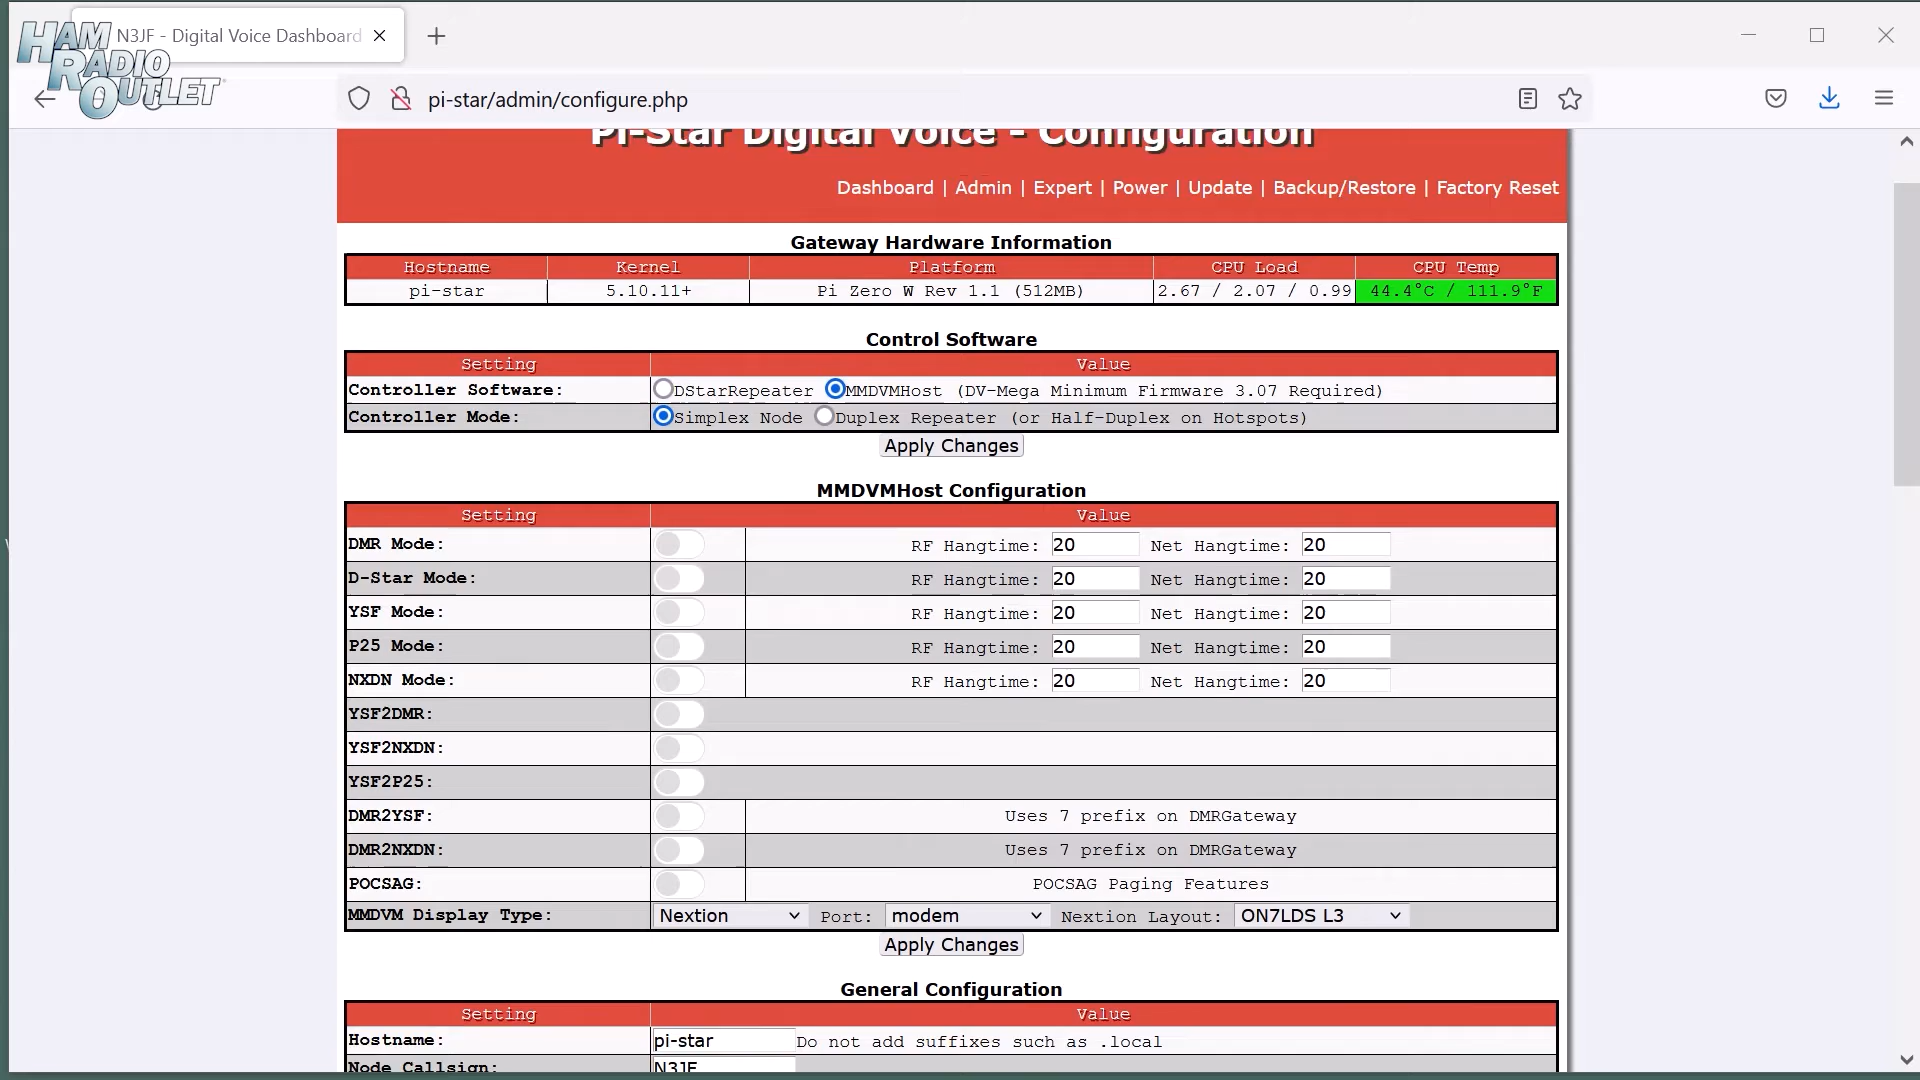 HAM
RADIO
OUTLET
N3JF - Digital Voice Dashboard
pi-star/admin/configure.php
Pi-Star Digital Voice - Configuration
Dashboard | Admin | Expert | Power | Update | Backup/Restore | Factory Reset
Gateway Hardware Information
Hostname Kernel Platform CPU Load CPU Temp
pi-star 5.10.11+ Pi Zero W Rev 1.1 (512MB) 2.67 / 2.07 / 0.99 44.4°C / 111.9°F
Control Software
Setting Value
Controller Software: DStarRepeater MMDVMHost (DV-Mega Minimum Firmware 3.07 Required)
Controller Mode: Simplex Node Duplex Repeater (or Half-Duplex on Hotspots)
Apply Changes
MMDVMHost Configuration
Setting Value
DMR Mode: RF Hangtime: 20 Net Hangtime: 20
D-Star Mode: RF Hangtime: 20 Net Hangtime: 20
YSF Mode: RF Hangtime: 20 Net Hangtime: 20
P25 Mode: RF Hangtime: 20 Net Hangtime: 20
NXDN Mode: RF Hangtime: 20 Net Hangtime: 20
YSF2DMR:
YSF2NXDN:
YSF2P25:
DMR2YSF: Uses 7 prefix on DMRGateway
DMR2NXDN: Uses 7 prefix on DMRGateway
POCSAG: POCSAG Paging Features
MMDVM Display Type: Nextion Port: modem Nextion Layout: ON7LDS L3
Apply Changes
General Configuration
Setting Value
Hostname: pi-star Do not add suffixes such as .local
Node Callsign: N3JF